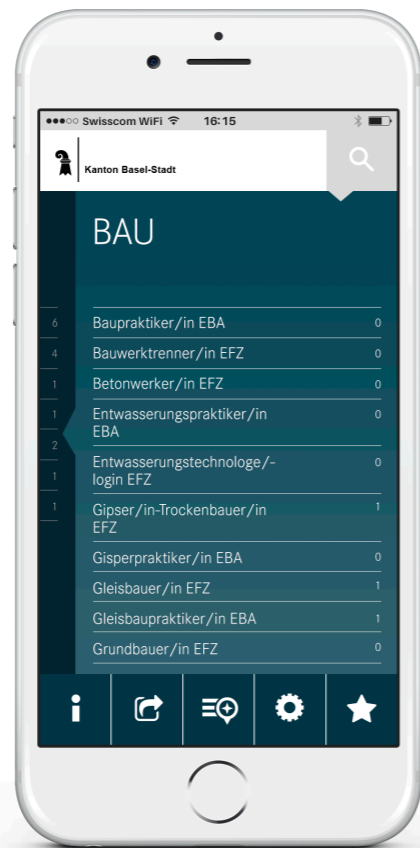 Swisscom WiFi 16:15
Kanton Basel-Stadt
BAU
6
4
1
1
2
1
1
Baupraktiker/in EBA 0
Bauwerktrenner/in EFZ 0
Betonwerker/in EFZ 0
Entwasserungspraktiker/in 0
EBA
Entwasserungstechnologe/- 0
login EFZ
Gipser/in-Trockenbauer/in 1
EFZ
Gisperpraktiker/in EBA 0
Gleisbauer/in EFZ 1
Gleisbaupraktiker/in EBA 1
Grundbauer/in EFZ 0